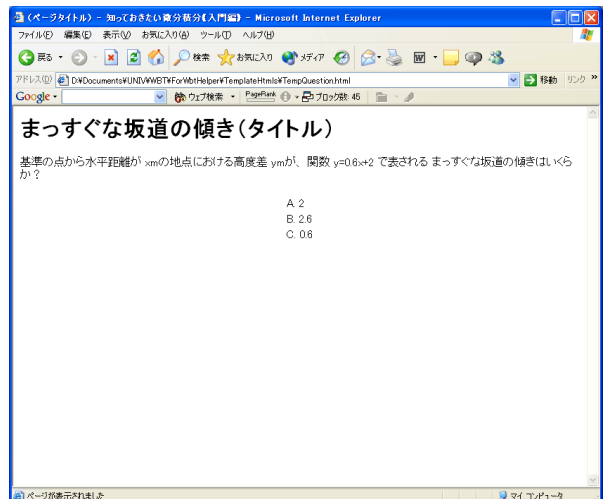 (ページタイトル) - 知っておきたい微分積分《入門編》 - Microsoft Internet Explorer
ファイル(F) 編集(E) 表示(V) お気に入り(A) ツール(T) ヘルプ(H)
戻る 検索 お気に入り メディア
アドレス(D) D:¥Documents¥UNIV¥WBT¥ForWbtHelper¥TemplateHtmls¥TempQuestion.html 移動 リンク »
Google ウェブ検索 PageRank ブロック数: 45
まっすぐな坂道の傾き(タイトル)
基準の点から水平距離が xmの地点における高度差 ymが、関数 y=0.6x+2 で表される まっすぐな坂道の傾きはいくら
か?
A. 2
B. 2.6
C. 0.6
ページが表示されました マイ コンピュータ